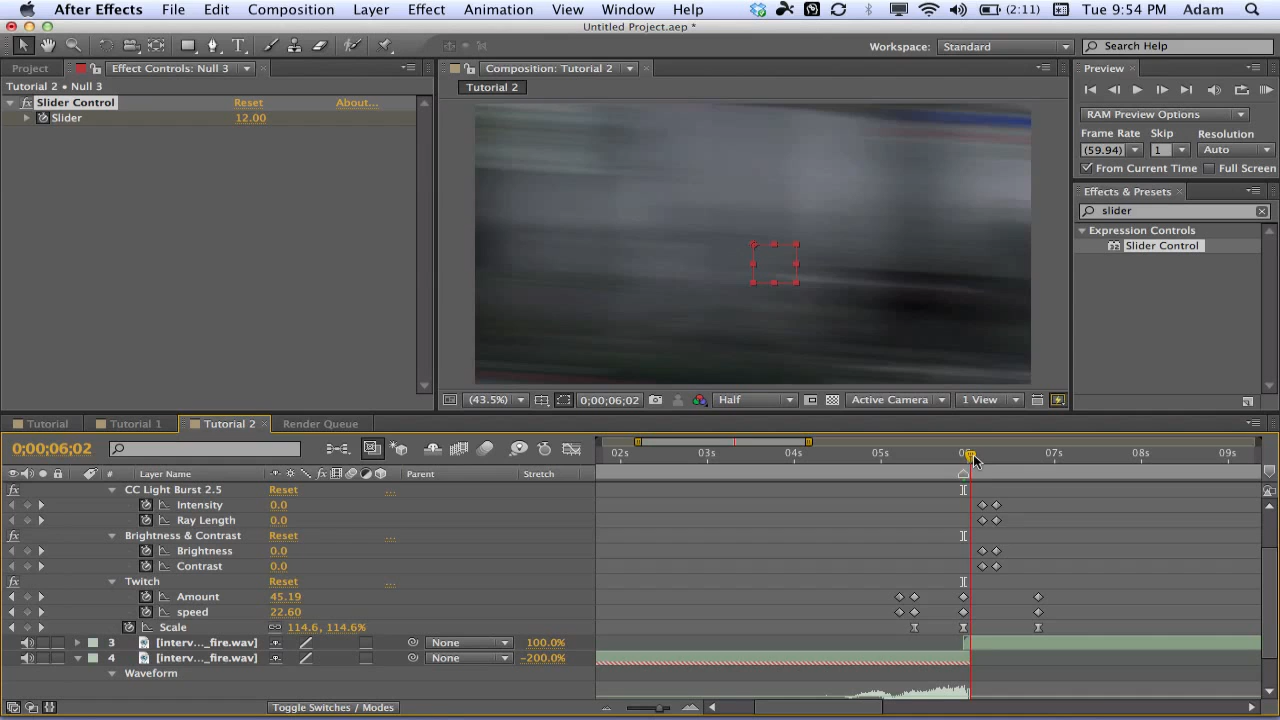 After Effects File Edit Composition Layer Effect Animation View Window Help (2:11) Tue 9:54 PM Adam
Untitled Project.aep *
Workspace: Standard Search Help
Project Effect Controls: Null 3 Composition: Tutorial 2 Preview
Tutorial 2 • Null 3 Tutorial 2
fx Slider Control Reset About...
Slider 12.00
RAM Preview Options
Frame Rate Skip Resolution
(59.94) 1 Auto
From Current Time Full Screen
Effects & Presets
slider
Expression Controls
Slider Control
(43.5%) 0;00;06;02 Half Active Camera 1 View
Tutorial Tutorial 1 Tutorial 2 Render Queue
0;00;06;02 02s 03s 04s 05s 06s 07s 08s 09s
# Layer Name fx Parent Stretch
CC Light Burst 2.5 Reset ...
Intensity 0.0
Ray Length 0.0
fx Brightness & Contrast Reset ...
Brightness 0.0
Contrast 0.0
fx Twitch Reset ...
Amount 45.19
speed 22.60
Scale 114.6, 114.6%
3 [interv..._fire.wav] None 100.0%
4 [interv..._fire.wav] None -200.0%
Waveform
Toggle Switches / Modes